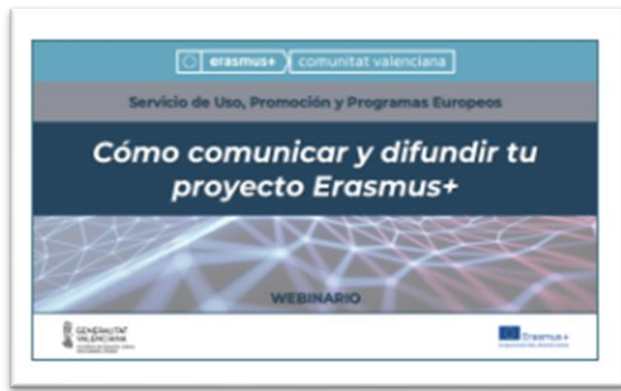 erasmus+ comunitat valenciana
Servicio de Uso, Promoción y Programas Europeos
Cómo comunicar y difundir tu
proyecto Erasmus+
WEBINARIO
GENERALITAT
VALENCIANA
Erasmus+